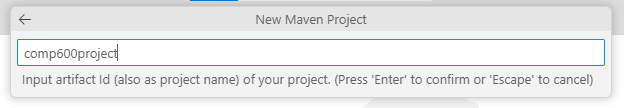 New Maven Project
comp600project
Input artifact Id (also as project name) of your project. (Press 'Enter' to confirm or 'Escape' to cancel)